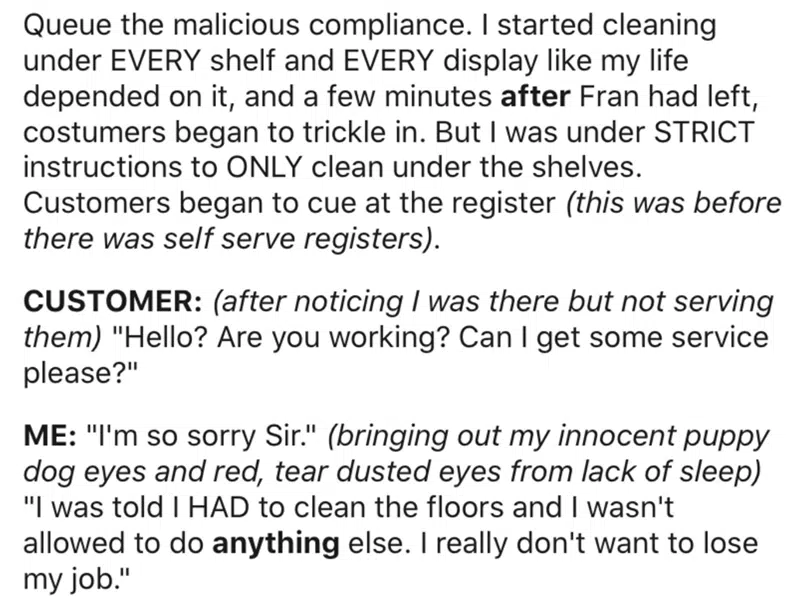 Queue the malicious compliance. I started cleaning
under EVERY shelf and EVERY display like my life
depended on it, and a few minutes after Fran had left,
costumers began to trickle in. But I was under STRICT
instructions to ONLY clean under the shelves.
Customers began to cue at the register (this was before
there was self serve registers).
CUSTOMER: (after noticing I was there but not serving
them) "Hello? Are you working? Can I get some service
please?"
ME: "I'm so sorry Sir." (bringing out my innocent puppy
dog eyes and red, tear dusted eyes from lack of sleep)
"I was told I HAD to clean the floors and I wasn't
allowed to do anything else. I really don't want to lose
my job."